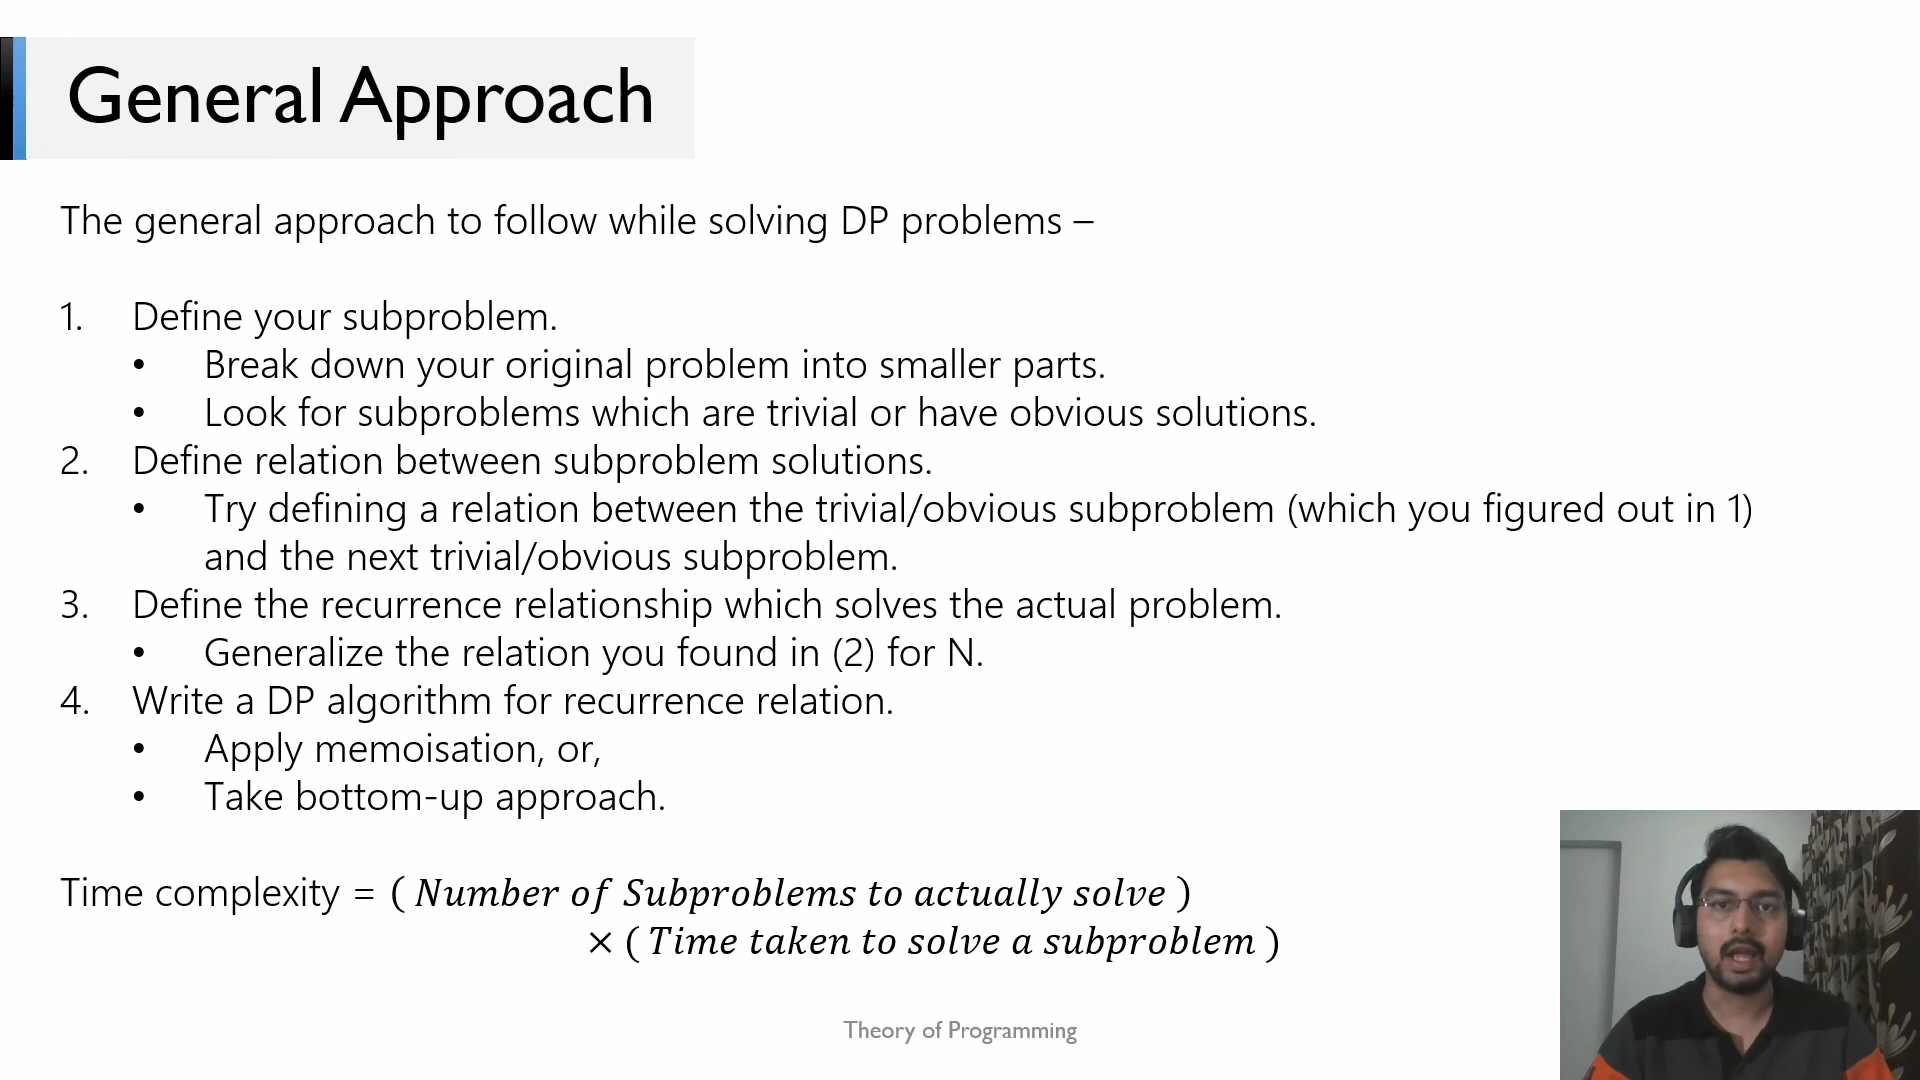 General Approach
The general approach to follow while solving DP problems –
1. Define your subproblem.
• Break down your original problem into smaller parts.
• Look for subproblems which are trivial or have obvious solutions.
2. Define relation between subproblem solutions.
• Try defining a relation between the trivial/obvious subproblem (which you figured out in 1)
and the next trivial/obvious subproblem.
3. Define the recurrence relationship which solves the actual problem.
• Generalize the relation you found in (2) for N.
4. Write a DP algorithm for recurrence relation.
• Apply memoisation, or,
• Take bottom-up approach.
Time complexity = ( Number of Subproblems to actually solve )
× ( Time taken to solve a subproblem )
Theory of Programming